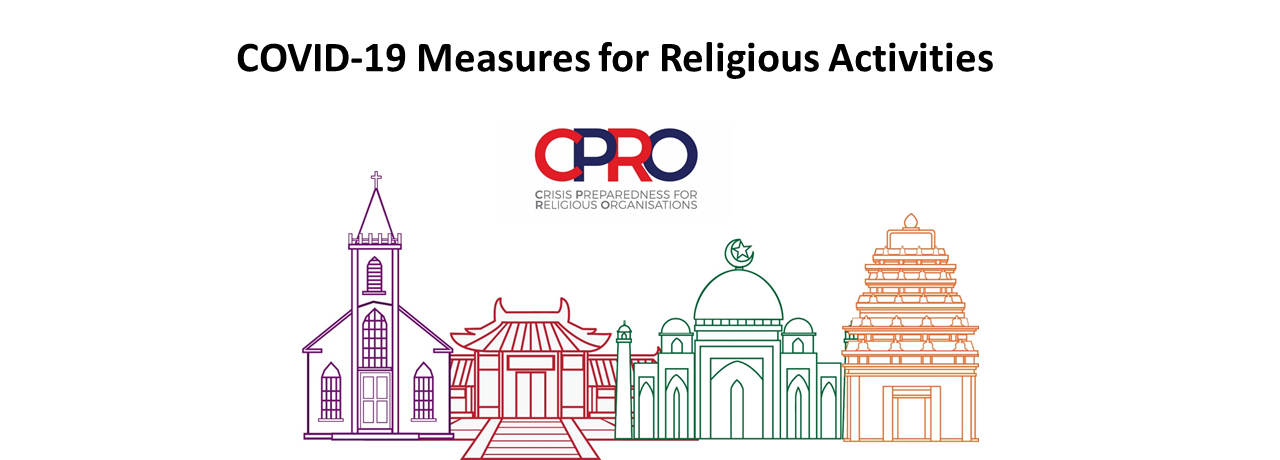 COVID-19 Measures for Religious Activities
CPRO
CRISIS PREPAREDNESS FOR
RELIGIOUS ORGANISATIONS